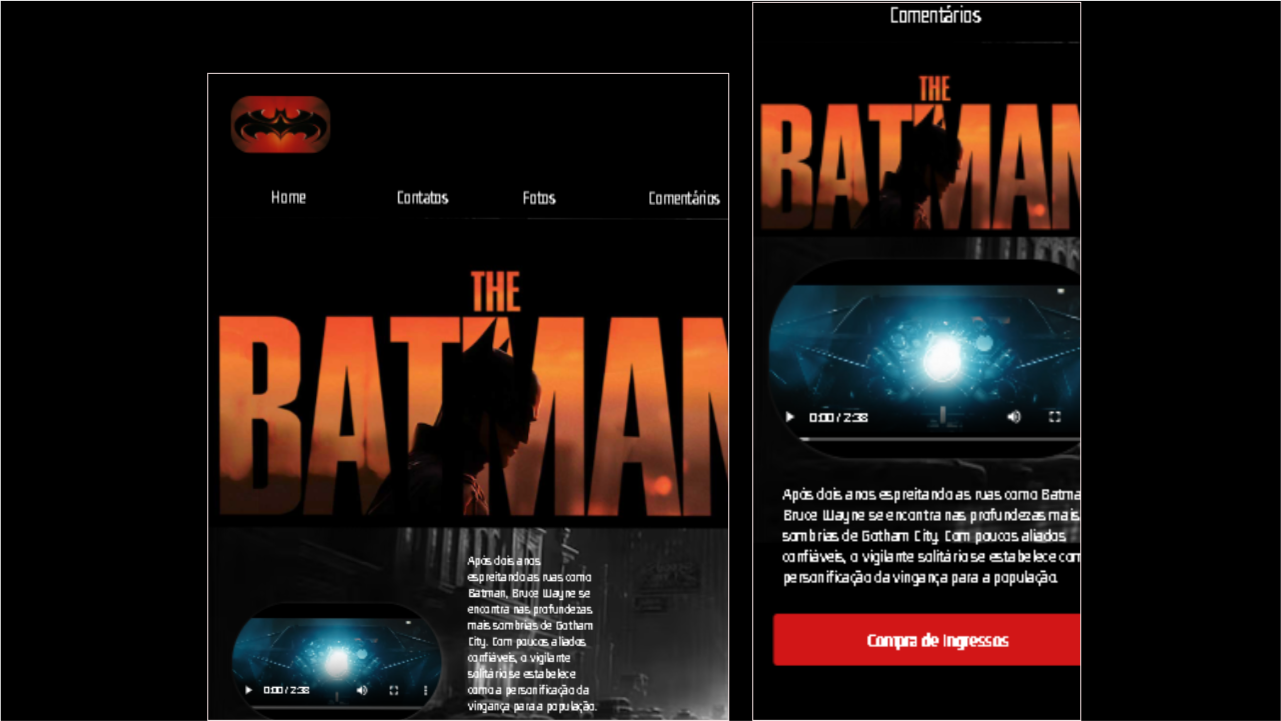 Home Contatos Fotos Comentários
THE
BATMAN
0:00 / 2:38
Após dois anos
espreitando as ruas como
Batman, Bruce Wayne se
encontra nas profundezas
mais sombrias de Gotham
City. Com poucos aliados
confiáveis, o vigilante
solitário se estabelece
como a personificação da
vingança para a população.
Comentários
THE
BATMAN
0:00 / 2:38
Após dois anos espreitando as ruas como Batma
Bruce Wayne se encontra nas profundezas mais
sombrias de Gotham City. Com poucos aliados
confiáveis, o vigilante solitário se estabelece com
personificação da vingança para a população.
Compra de Ingressos